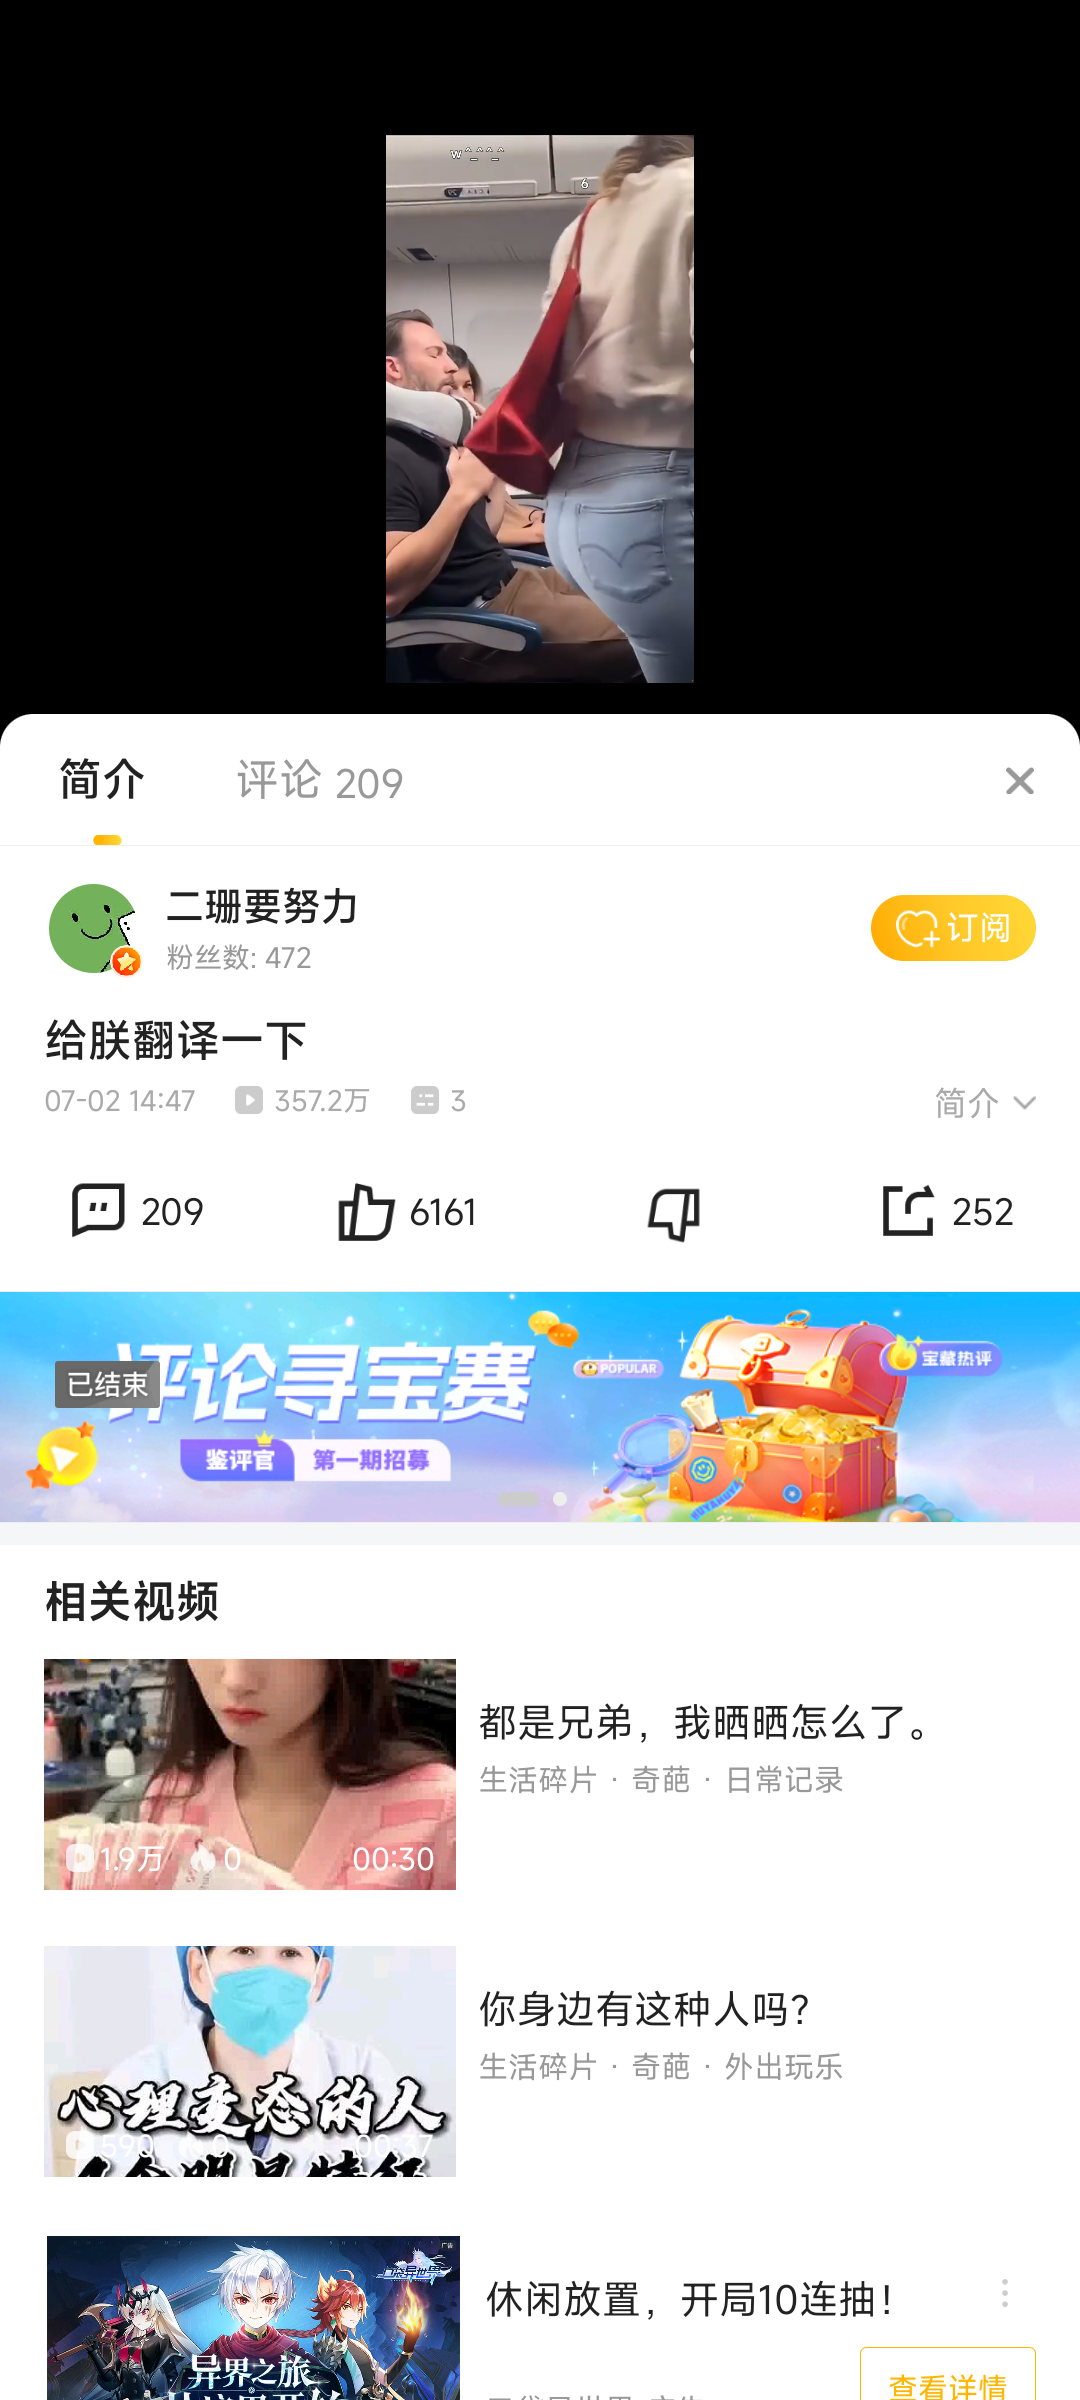 6
简介
评论 209
二珊要努力
粉丝数: 472
订阅
给朕翻译一下
07-02 14:47 357.2万 3
简介
209 6161 252
已结束
评论寻宝赛
POPULAR
宝藏热评
鉴评官 第一期招募
相关视频
都是兄弟，我晒晒怎么了。
生活碎片 · 奇葩 · 日常记录
1.9万 0 00:30
你身边有这种人吗？
生活碎片 · 奇葩 · 外出玩乐
心理变态的人
590 0 00:37
休闲放置，开局10连抽！
广告
异界之旅
查看详情